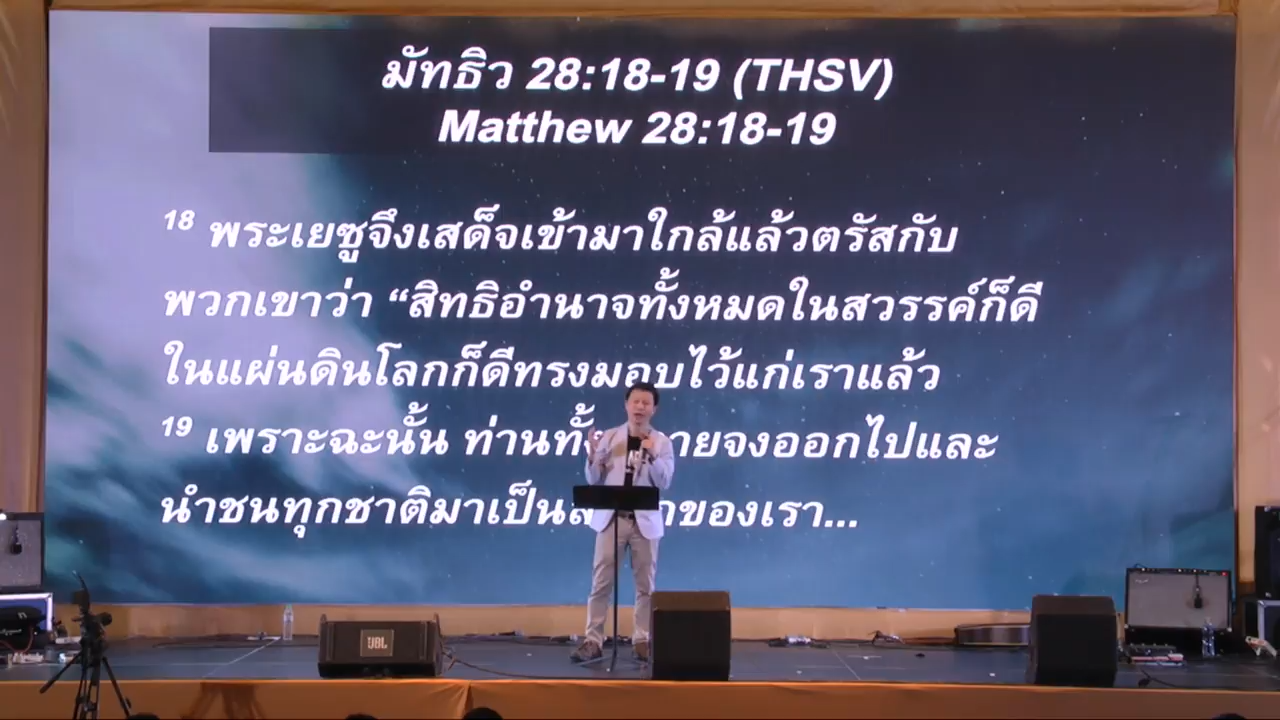 มัทธิว 28:18-19 (THSV)
Matthew 28:18-19
18 พระเยซูจึงเสด็จเข้ามาใกล้แล้วตรัสกับ
พวกเขาว่า “สิทธิอำนาจทั้งหมดในสวรรค์ก็ดี
ในแผ่นดินโลกก็ดีทรงมอบไว้แก่เราแล้ว
19 เพราะฉะนั้น ท่าน จงออกไปและ
นำชนทุกชาติมาเป็น ของเรา...
JBL